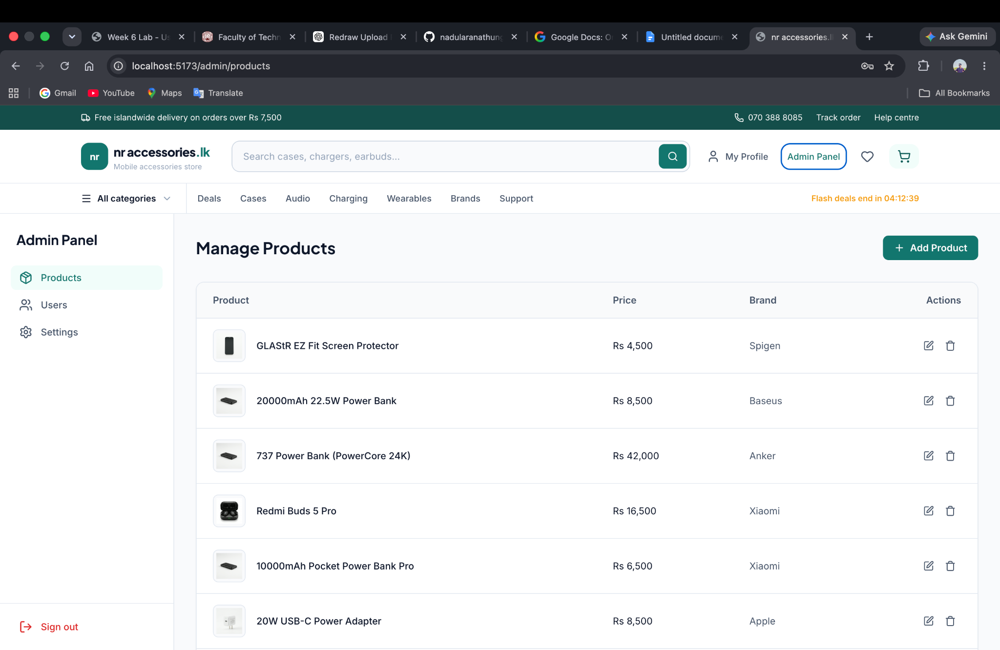 Week 6 Lab - Us
Faculty of Techn
Redraw Upload
nadularanathung
Google Docs: O
Untitled docume
nr accessories.l
Ask Gemini
localhost:5173/admin/products
Gmail
YouTube
Maps
Translate
All Bookmarks
Free islandwide delivery on orders over Rs 7,500
070 388 8085
Track order
Help centre
nr
nr accessories.lk
Mobile accessories store
Search cases, chargers, earbuds...
My Profile
Admin Panel
All categories
Deals
Cases
Audio
Charging
Wearables
Brands
Support
Flash deals end in 04:12:39
Admin Panel
Products
Users
Settings
Sign out
Manage Products
+ Add Product
Product Price Brand Actions
GLAStR EZ Fit Screen Protector Rs 4,500 Spigen
20000mAh 22.5W Power Bank Rs 8,500 Baseus
737 Power Bank (PowerCore 24K) Rs 42,000 Anker
Redmi Buds 5 Pro Rs 16,500 Xiaomi
10000mAh Pocket Power Bank Pro Rs 6,500 Xiaomi
20W USB-C Power Adapter Rs 8,500 Apple